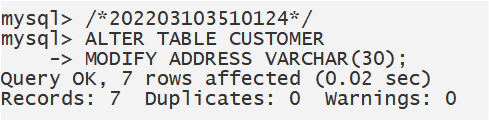 mysql> /*202203103510124*/
mysql> ALTER TABLE CUSTOMER
    -> MODIFY ADDRESS VARCHAR(30);
Query OK, 7 rows affected (0.02 sec)
Records: 7  Duplicates: 0  Warnings: 0